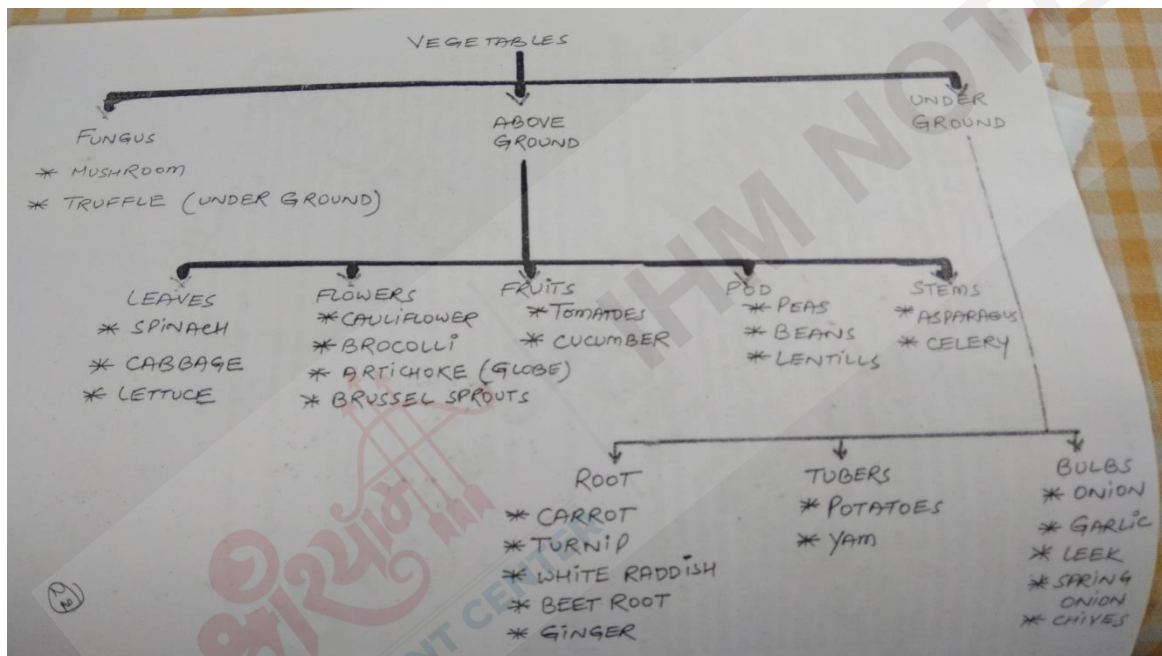 VEGETABLES
FUNGUS
* MUSHROOM
* TRUFFLE (UNDER GROUND)
ABOVE
GROUND
UNDER
GROUND
LEAVES
* SPINACH
* CABBAGE
* LETTUCE
FLOWERS
* CAULIFLOWER
* BROCOLLI
* ARTICHOKE (GLOBE)
* BRUSSEL SPROUTS
FRUITS
* TOMATOES
* CUCUMBER
POD
* PEAS
* BEANS
* LENTILLS
STEMS
* ASPARAGUS
* CELERY
ROOT
* CARROT
* TURNIP
* WHITE RADDISH
* BEET ROOT
* GINGER
TUBERS
* POTATOES
* YAM
BULBS
* ONION
* GARLIC
* LEEK
* SPRING
ONION
* CHIVES
IHM NOTE
CENTER